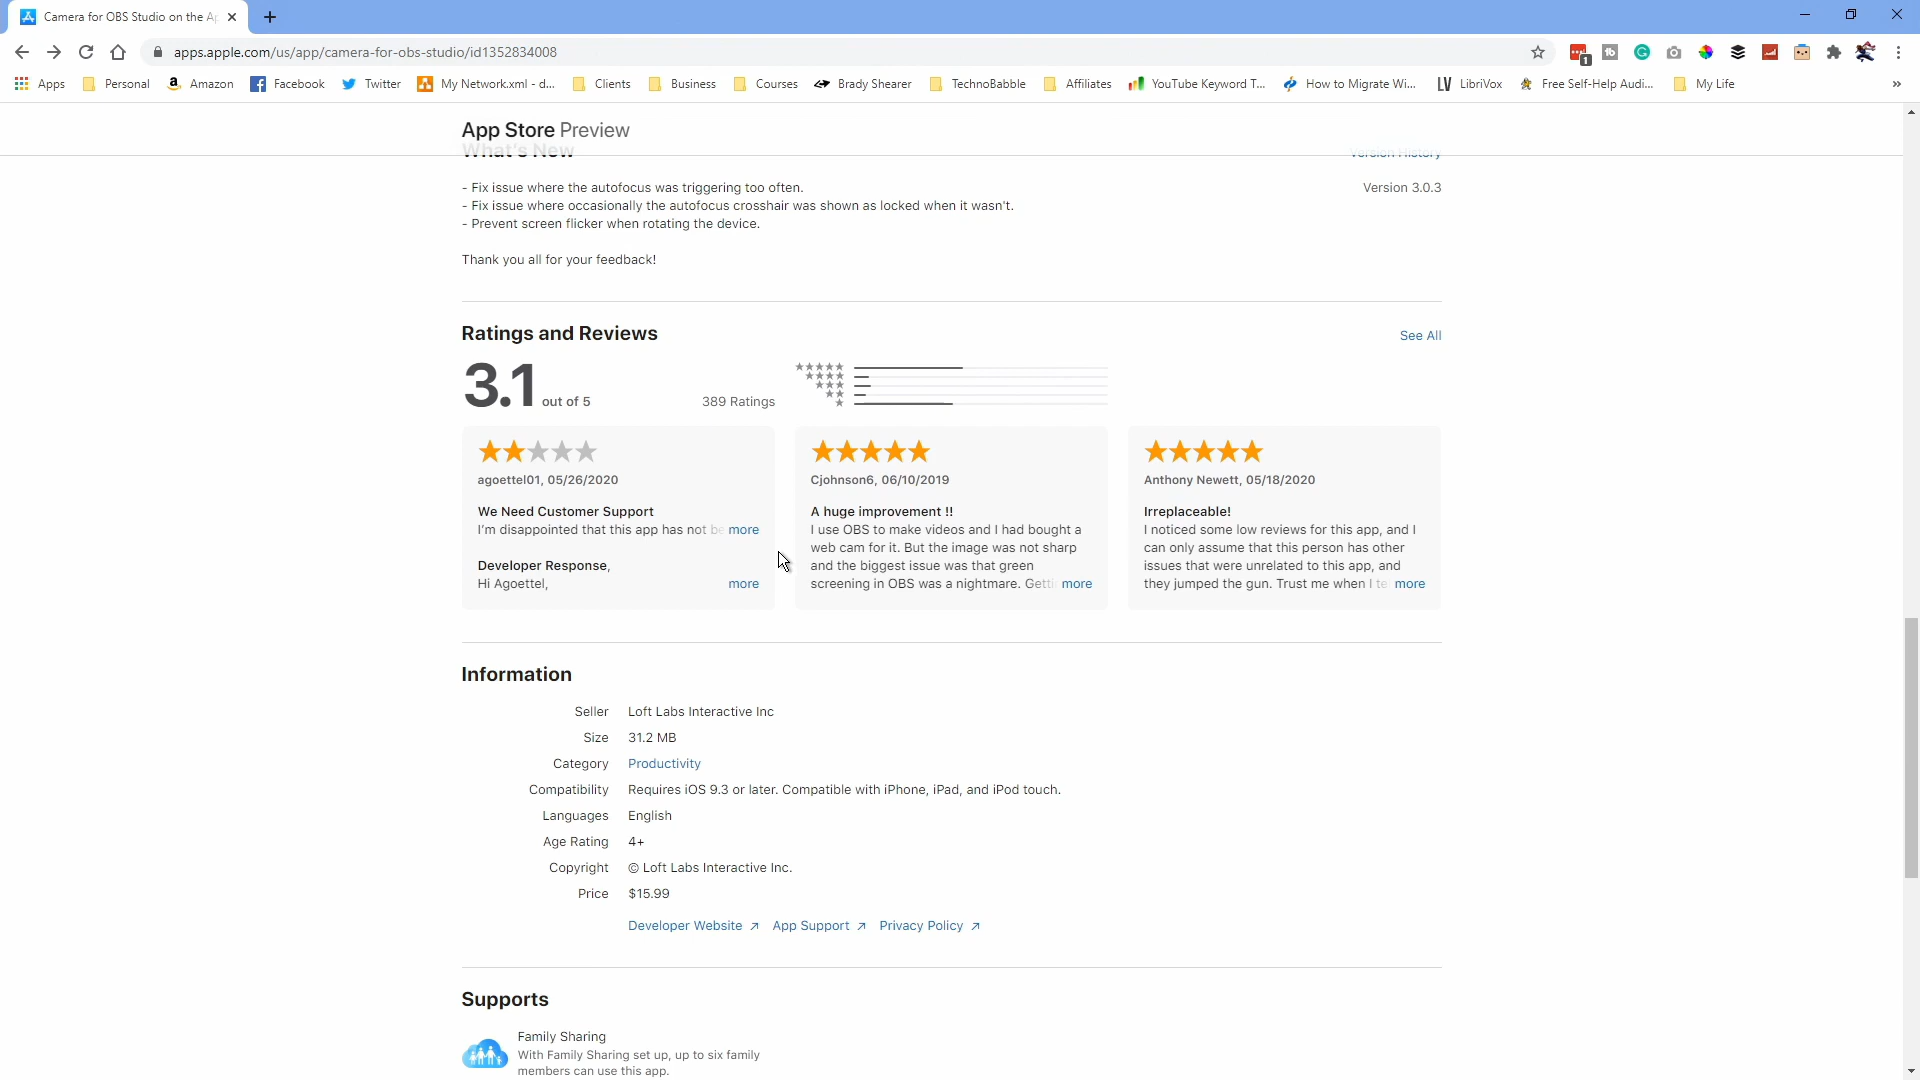 Camera for OBS Studio on the Ap
apps.apple.com/us/app/camera-for-obs-studio/id1352834008
1
Apps
Personal
Amazon
Facebook
Twitter
My Network.xml - d...
Clients
Business
Courses
Brady Shearer
TechnoBabble
Affiliates
YouTube Keyword T...
How to Migrate Wi...
LibriVox
Free Self-Help Audi...
My Life
»
App Store Preview
What's New
Version History
- Fix issue where the autofocus was triggering too often.
Version 3.0.3
- Fix issue where occasionally the autofocus crosshair was shown as locked when it wasn't.
- Prevent screen flicker when rotating the device.
Thank you all for your feedback!
Ratings and Reviews
See All
3.1 out of 5
389 Ratings
agoettel01, 05/26/2020
We Need Customer Support
I'm disappointed that this app has not be more
Developer Response,
Hi Agoettel, more
Cjohnson6, 06/10/2019
A huge improvement !!
I use OBS to make videos and I had bought a
web cam for it. But the image was not sharp
and the biggest issue was that green
screening in OBS was a nightmare. Getti more
Anthony Newett, 05/18/2020
Irreplaceable!
I noticed some low reviews for this app, and I
can only assume that this person has other
issues that were unrelated to this app, and
they jumped the gun. Trust me when I te more
Information
Seller Loft Labs Interactive Inc
Size 31.2 MB
Category Productivity
Compatibility Requires iOS 9.3 or later. Compatible with iPhone, iPad, and iPod touch.
Languages English
Age Rating 4+
Copyright © Loft Labs Interactive Inc.
Price $15.99
Developer Website ↗ App Support ↗ Privacy Policy ↗
Supports
Family Sharing
With Family Sharing set up, up to six family
members can use this app.